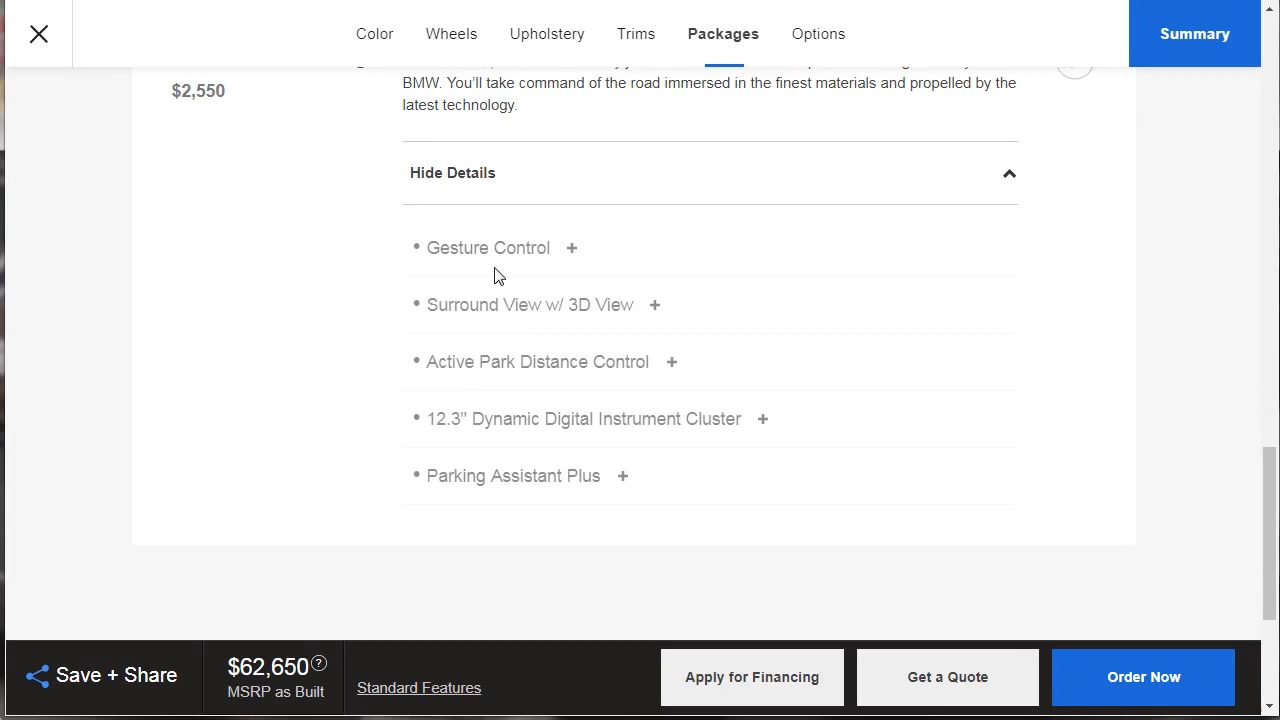 Color Wheels Upholstery Trims Packages Options Summary
$2,550
BMW. You’ll take command of the road immersed in the finest materials and propelled by the
latest technology.
Hide Details
• Gesture Control +
• Surround View w/ 3D View +
• Active Park Distance Control +
• 12.3" Dynamic Digital Instrument Cluster +
• Parking Assistant Plus +
Save + Share
$62,650 ?
MSRP as Built
Standard Features
Apply for Financing
Get a Quote
Order Now